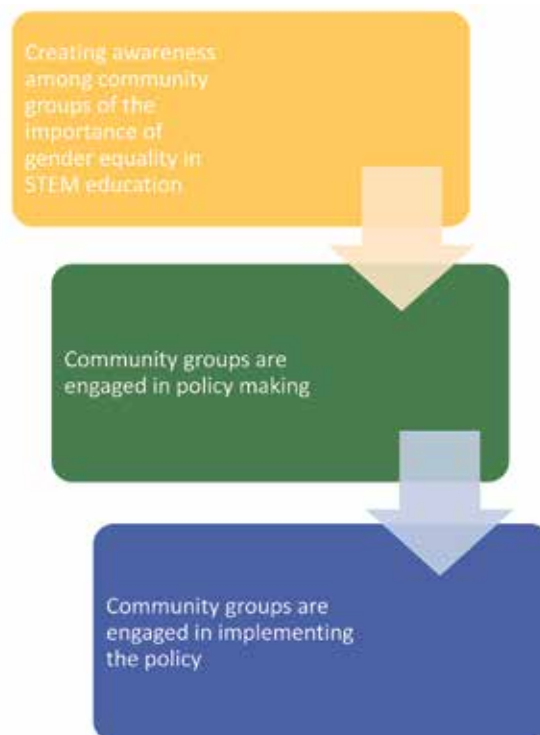 Creating awareness
among community
groups of the
importance of
gender equality in
STEM education
Community groups are
engaged in policy making
Community groups are
engaged in implementing
the policy